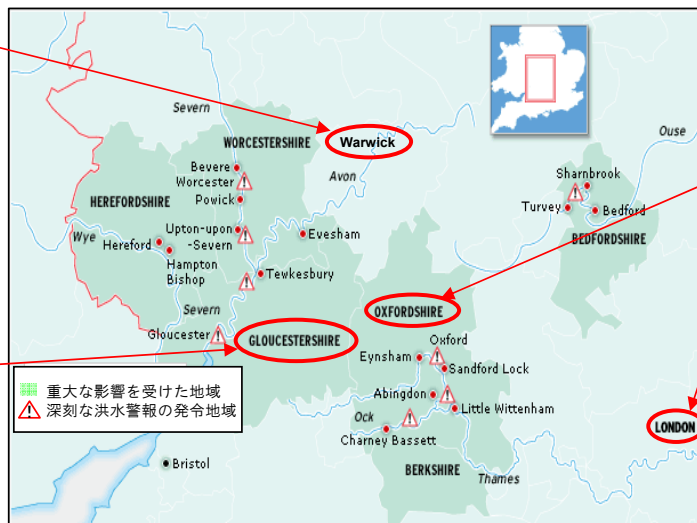 Severn
WORCESTERSHIRE
Warwick
Ouse
Bevere
Worcester
Avon
Sharnbrook
HEREFORDSHIRE
Powick
Turvey
Bedford
Wye
Upton-upon
-Severn
Evesham
BEDFORDSHIRE
Hereford
Hampton
Bishop
Tewkesbury
Severn
OXFORDSHIRE
Gloucester
GLOUCESTERSHIRE
Oxford
Eynsham
Sandford Lock
重大な影響を受けた地域
深刻な洪水警報の発令地域
Abingdon
Little Wittenham
Ock
LONDON
Charney Bassett
Bristol
BERKSHIRE
Thames